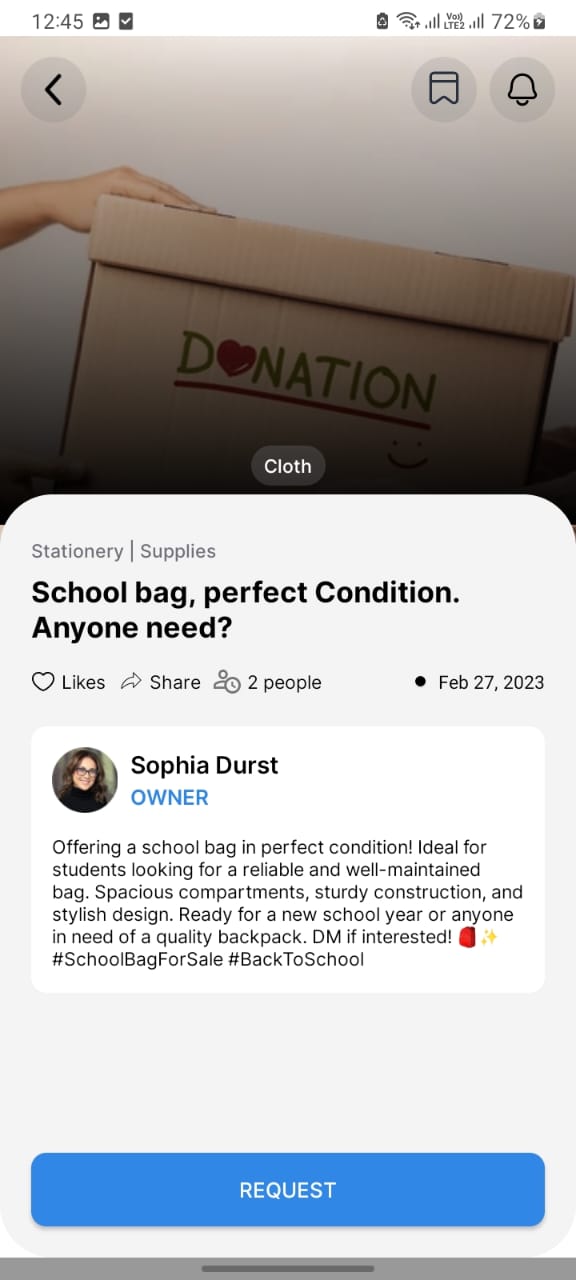 12:45
Vo)) LTE2 72%
DONATION
Cloth
Stationery | Supplies
School bag, perfect Condition.
Anyone need?
Likes Share 2 people Feb 27, 2023
Sophia Durst
OWNER
Offering a school bag in perfect condition! Ideal for
students looking for a reliable and well-maintained
bag. Spacious compartments, sturdy construction, and
stylish design. Ready for a new school year or anyone
in need of a quality backpack. DM if interested! 🎒✨
#SchoolBagForSale #BackToSchool
REQUEST